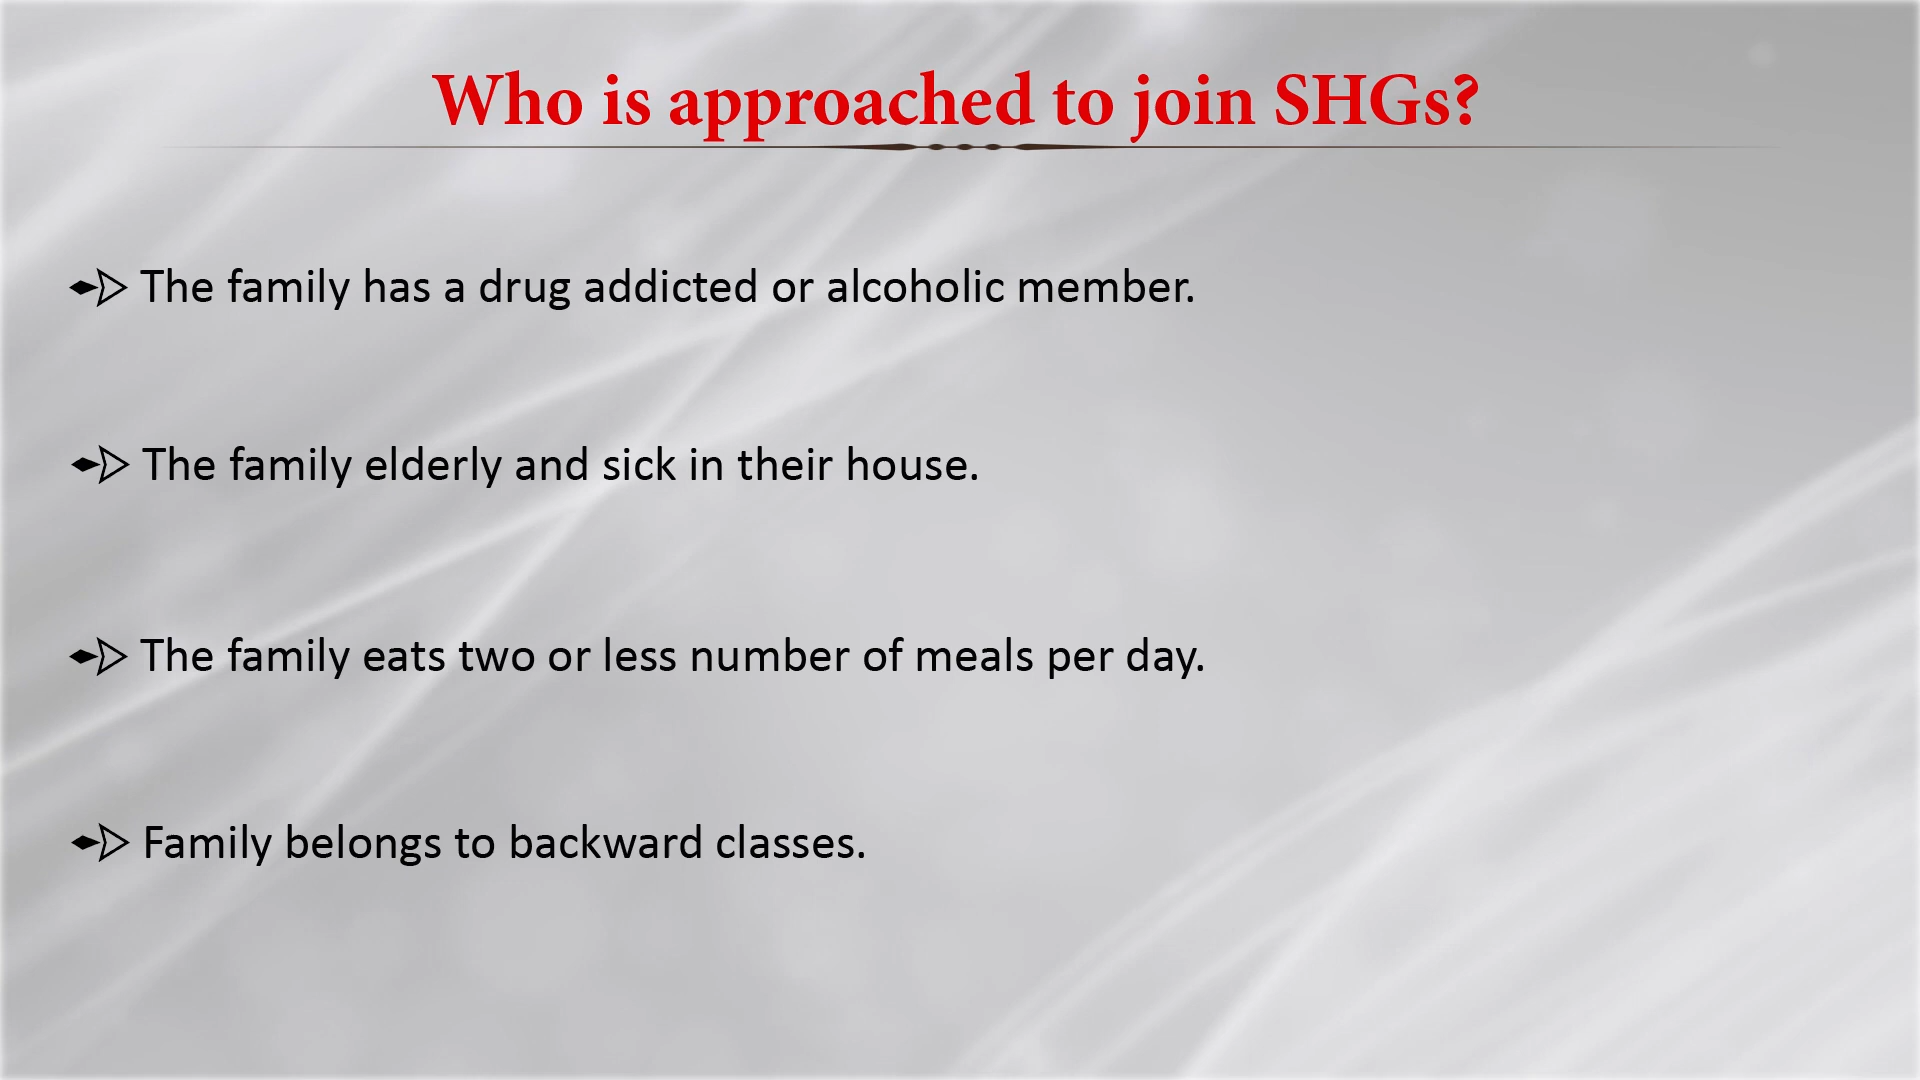 Who is approached to join SHGs?
The family has a drug addicted or alcoholic member.
The family elderly and sick in their house.
The family eats two or less number of meals per day.
Family belongs to backward classes.